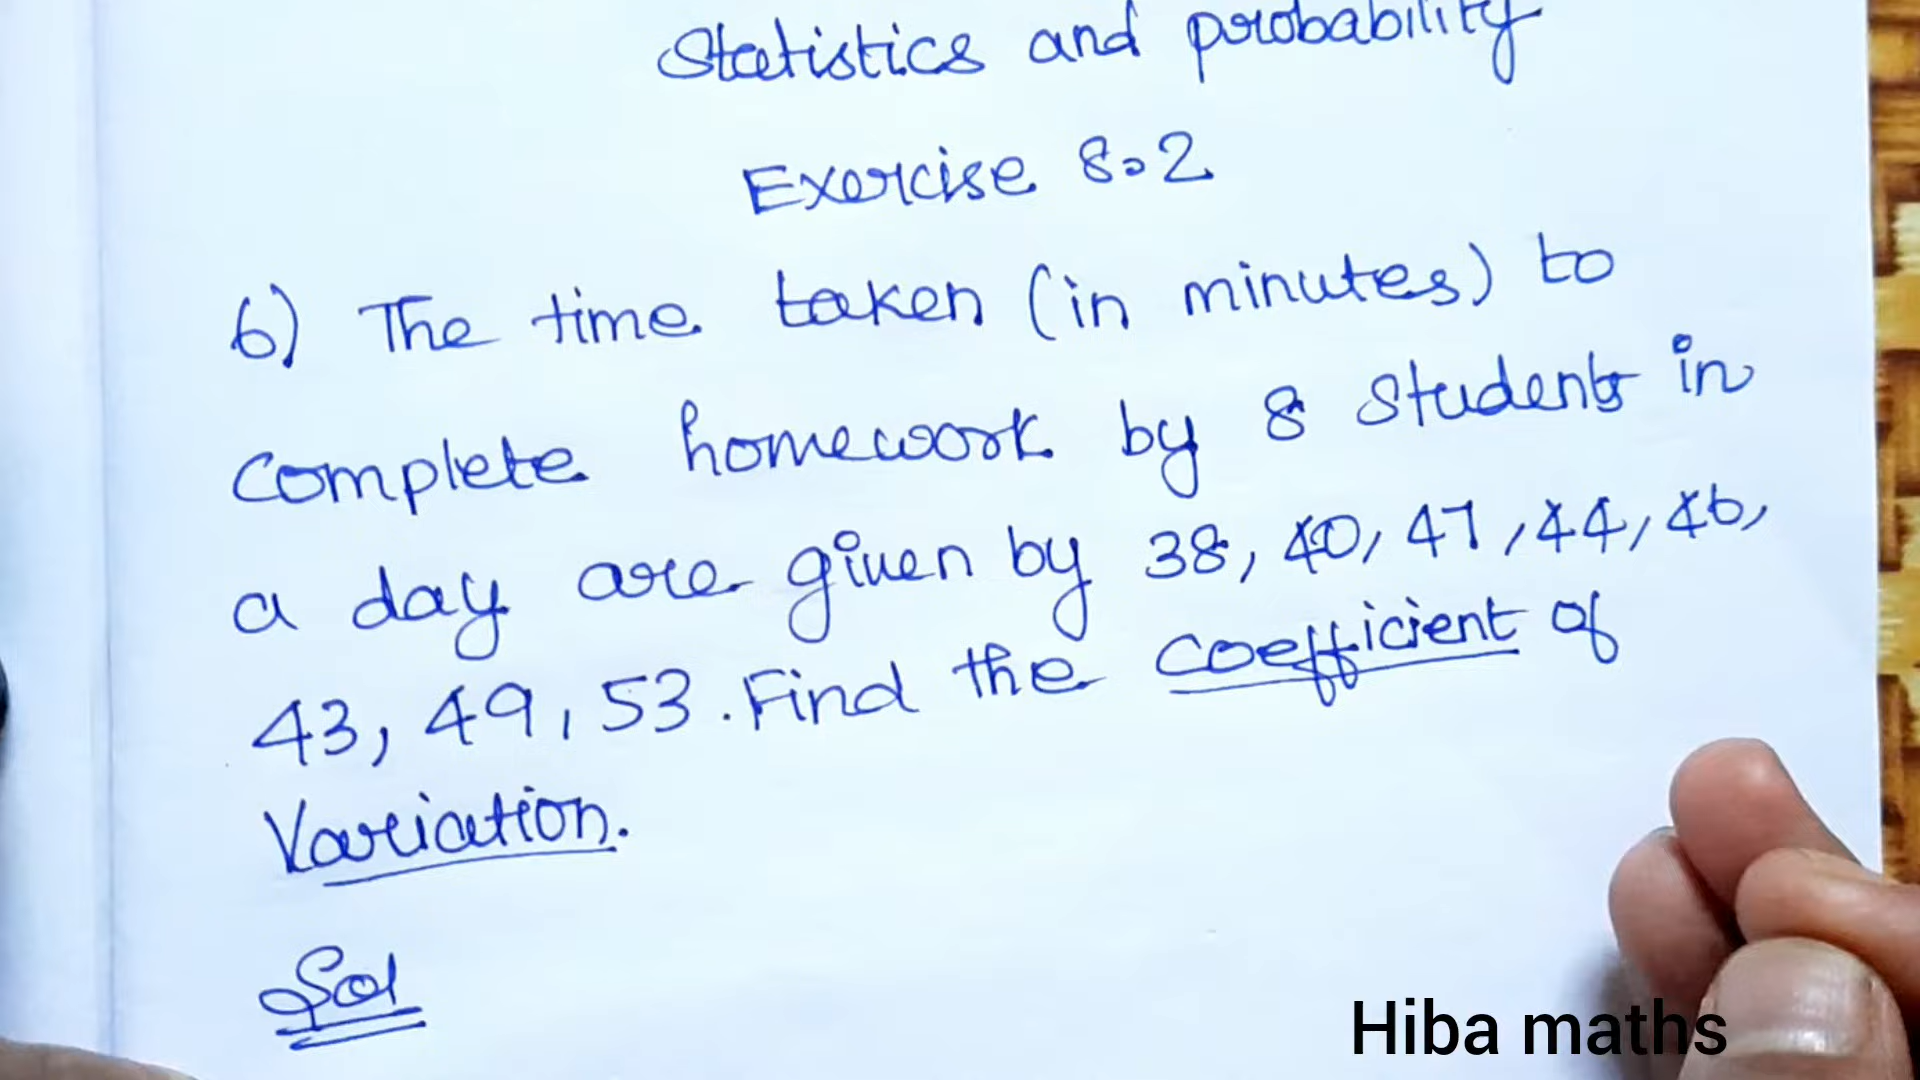 Statistics and probability
Exercise 8.2
6) The time taken (in minutes) to
complete homework by 8 students in
a day are given by 38, 40, 47, 44, 46,
43, 49, 53. Find the coefficient of
Variation.
Sol
Hiba maths